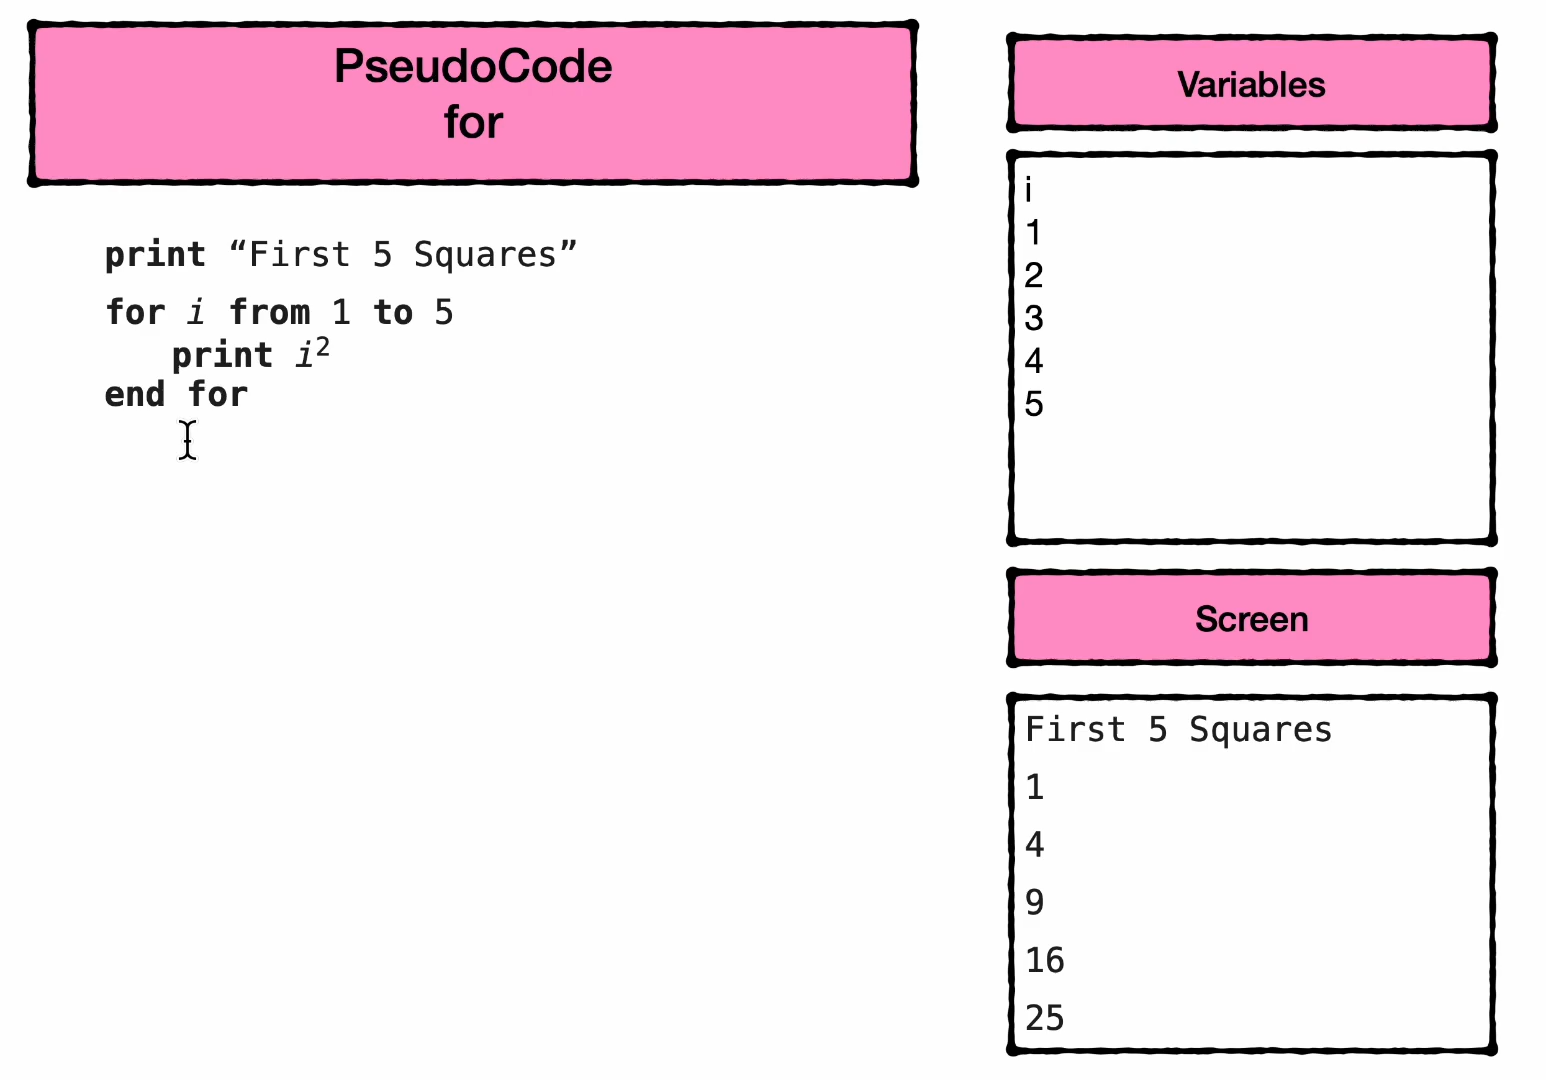 PseudoCode
for
print “First 5 Squares”
for i from 1 to 5
print i²
end for
Variables
i
1
2
3
4
5
Screen
First 5 Squares
1
4
9
16
25